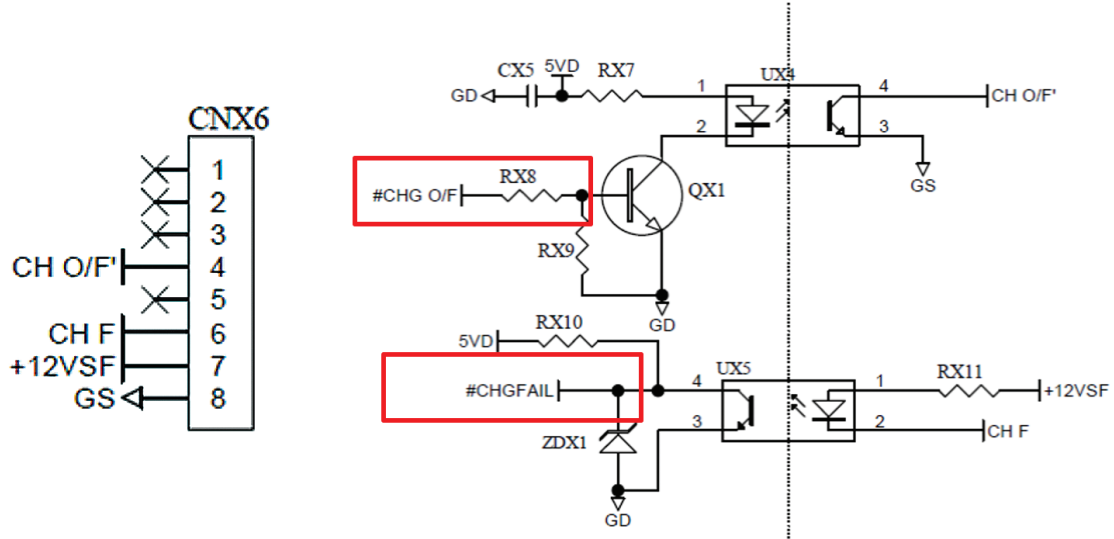 CNX6
1
2
3
CH O/F' 4
5
CH F 6
+12VSF 7
GS 8
CX5 5VD RX7 1 UX4 4
GD CH O/F'
2 3
#CHG O/F RX8 QX1 GS
RX9
GD
RX10
5VD
#CHGFAIL 4 UX5 1 RX11
+12VSF
ZDX1 3 2 CH F
GD